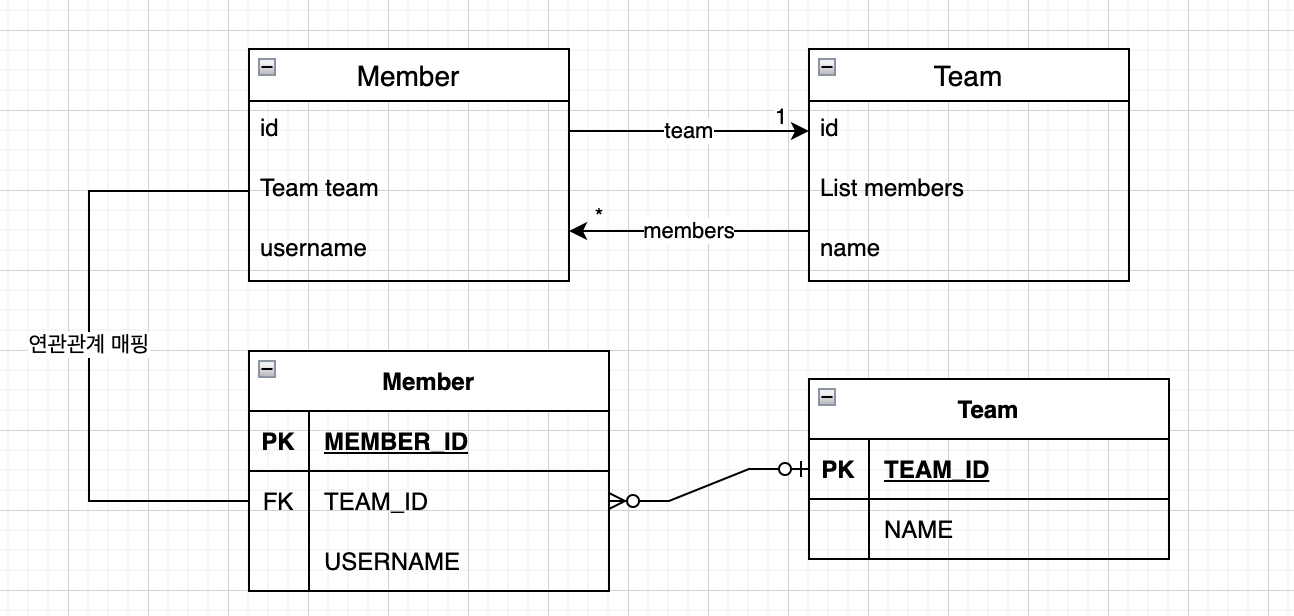 Member
id
Team team
username
team
1
*
members
Team
id
List members
name
연관관계 매핑
Member
PK MEMBER_ID
FK TEAM_ID
USERNAME
Team
PK TEAM_ID
NAME